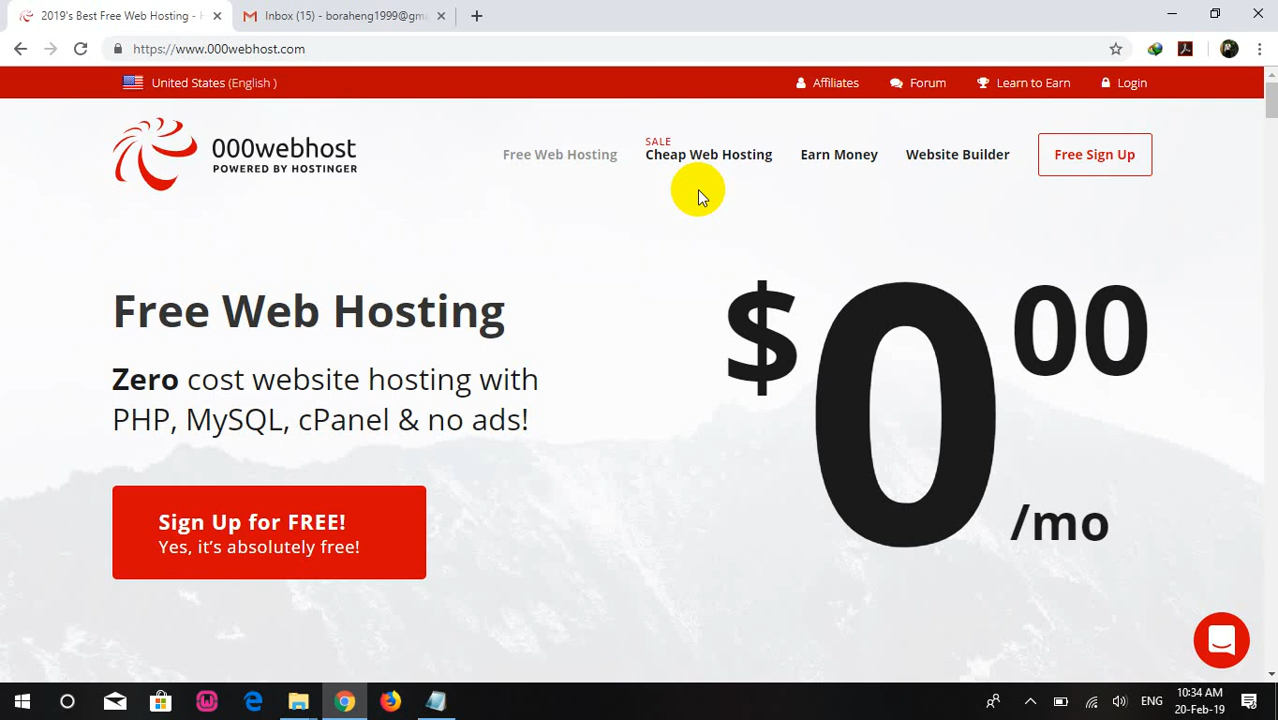 2019's Best Free Web Hosting - H
Inbox (15) - boraheng1999@gma
https://www.000webhost.com
United States (English )
Affiliates
Forum
Learn to Earn
Login
000webhost
POWERED BY HOSTINGER
Free Web Hosting
SALE
Cheap Web Hosting
Earn Money
Website Builder
Free Sign Up
Free Web Hosting
Zero cost website hosting with
PHP, MySQL, cPanel & no ads!
$0 00
/mo
Sign Up for FREE!
Yes, it's absolutely free!
ENG
10:34 AM
20-Feb-19